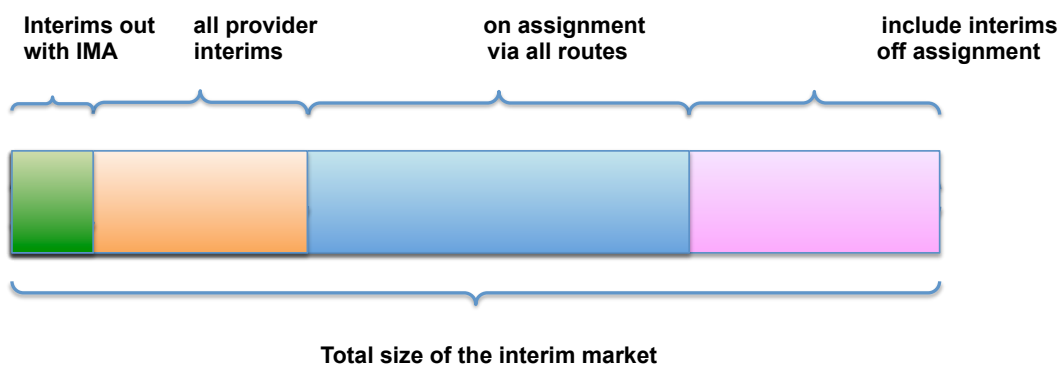 Interims out
with IMA
all provider
interims
on assignment
via all routes
include interims
off assignment
Total size of the interim market